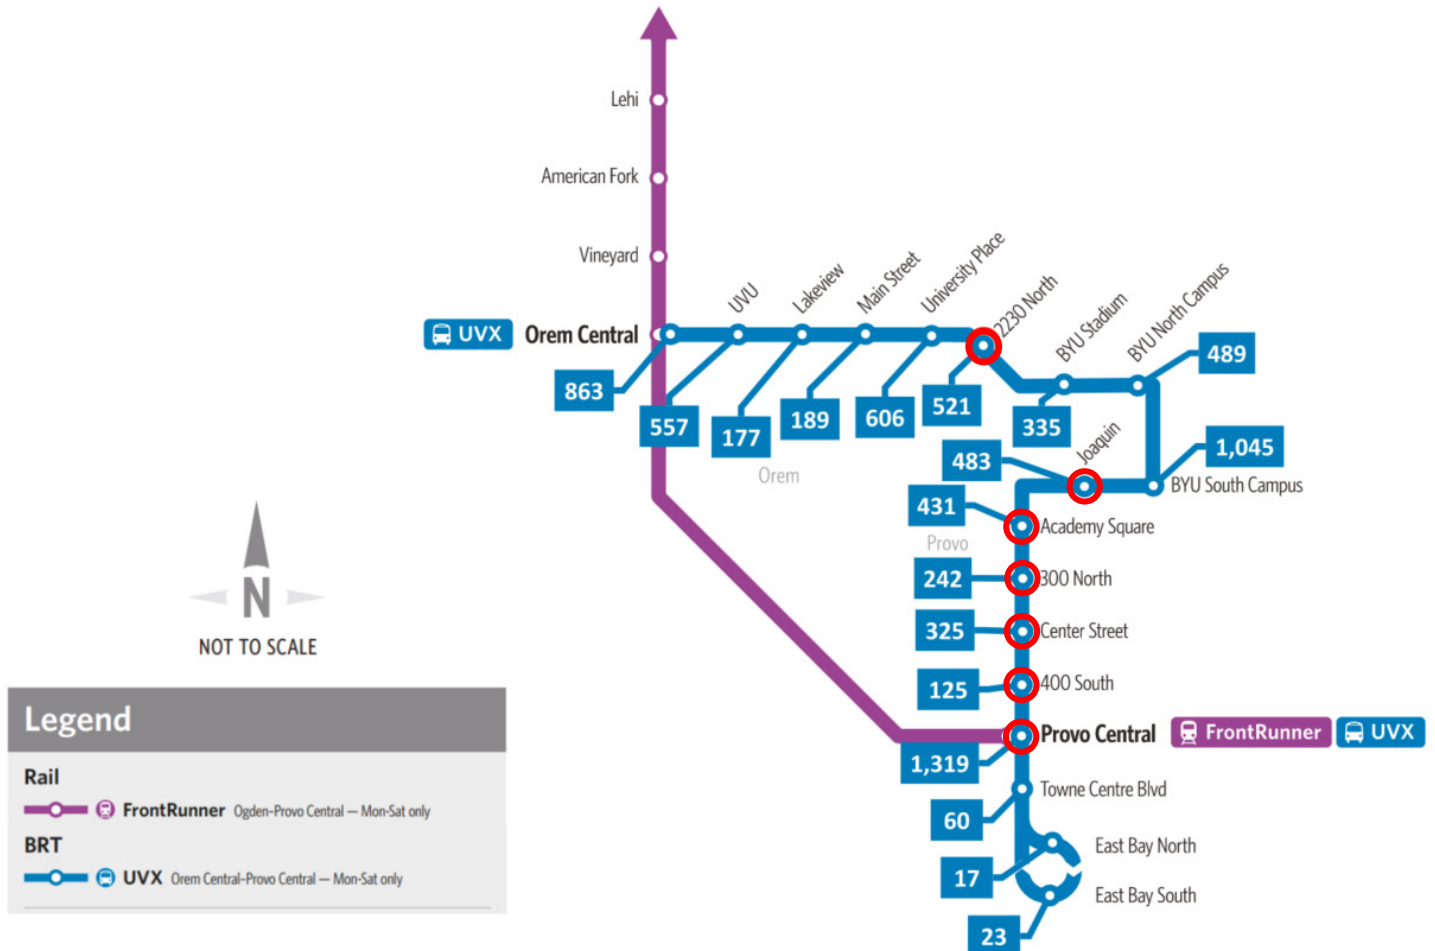 Lehi
American Fork
Vineyard
UVX
Orem Central
UVU
Lakeview
Main Street
University Place
2230 North
BYU Stadium
BYU North Campus
863
557
177
189
606
521
335
489
Orem
Joaquin
483
1,045
BYU South Campus
431
Academy Square
Provo
242
300 North
325
Center Street
125
400 South
Provo Central
FrontRunner
UVX
1,319
Towne Centre Blvd
60
East Bay North
17
East Bay South
23
N
NOT TO SCALE
Legend
Rail
FrontRunner Ogden-Provo Central — Mon-Sat only
BRT
UVX Orem Central-Provo Central — Mon-Sat only